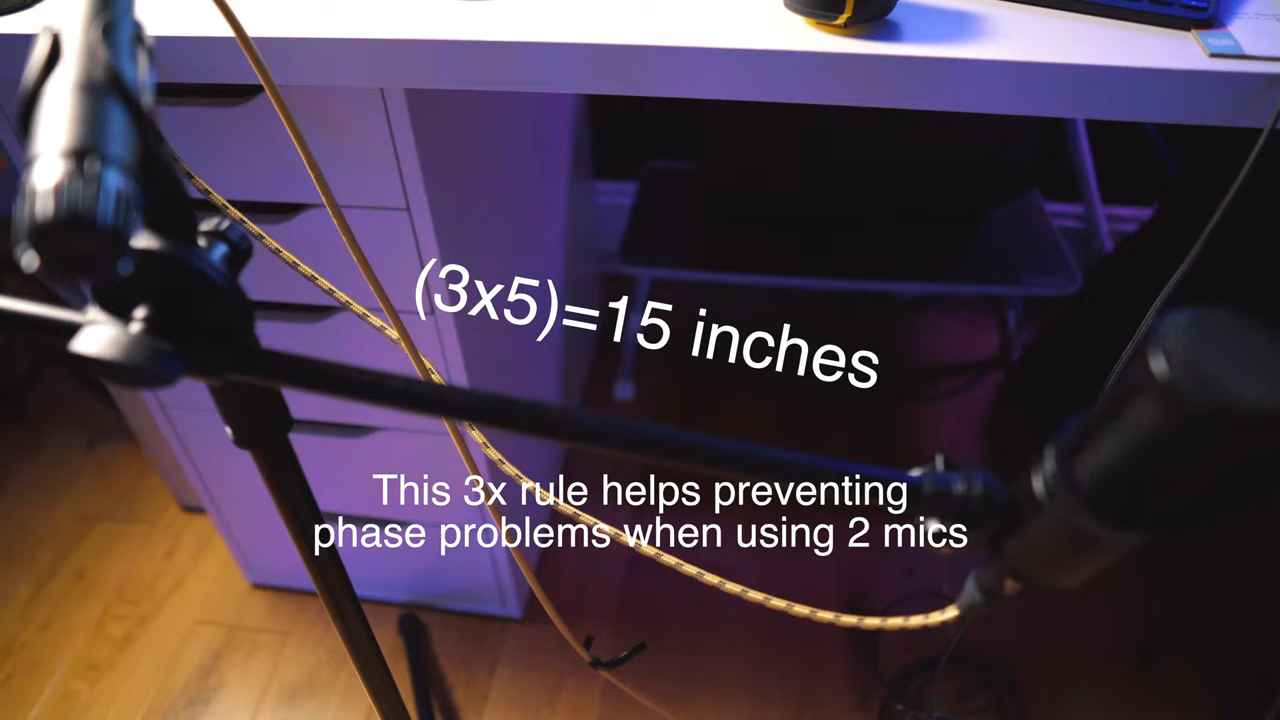 (3x5)=15 inches
This 3x rule helps preventing
phase problems when using 2 mics